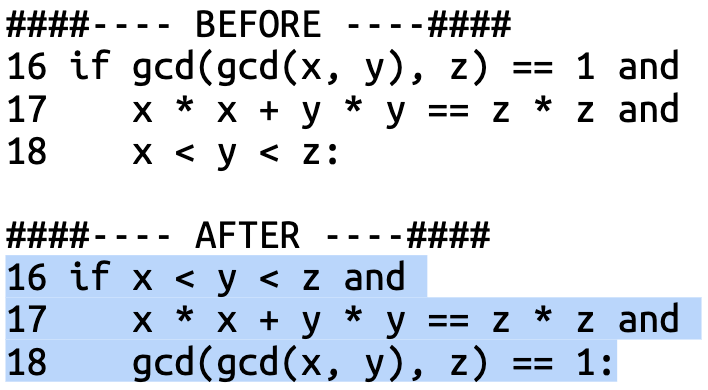 ####---- BEFORE ----####
16 if gcd(gcd(x, y), z) == 1 and
17    x * x + y * y == z * z and
18    x < y < z:
####---- AFTER ----####
16 if x < y < z and
17    x * x + y * y == z * z and
18    gcd(gcd(x, y), z) == 1: